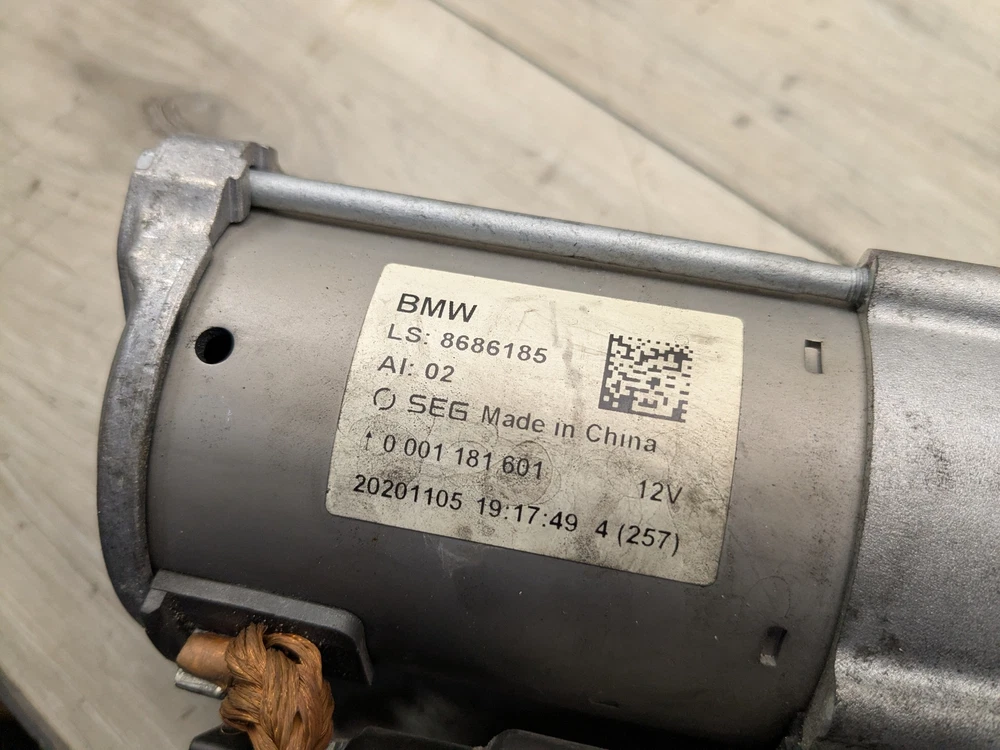 BMW
LS: 8686185
AI: 02
SEG Made in China
↑ 0 001 181 601 12V
20201105 19:17:49 4 (257)